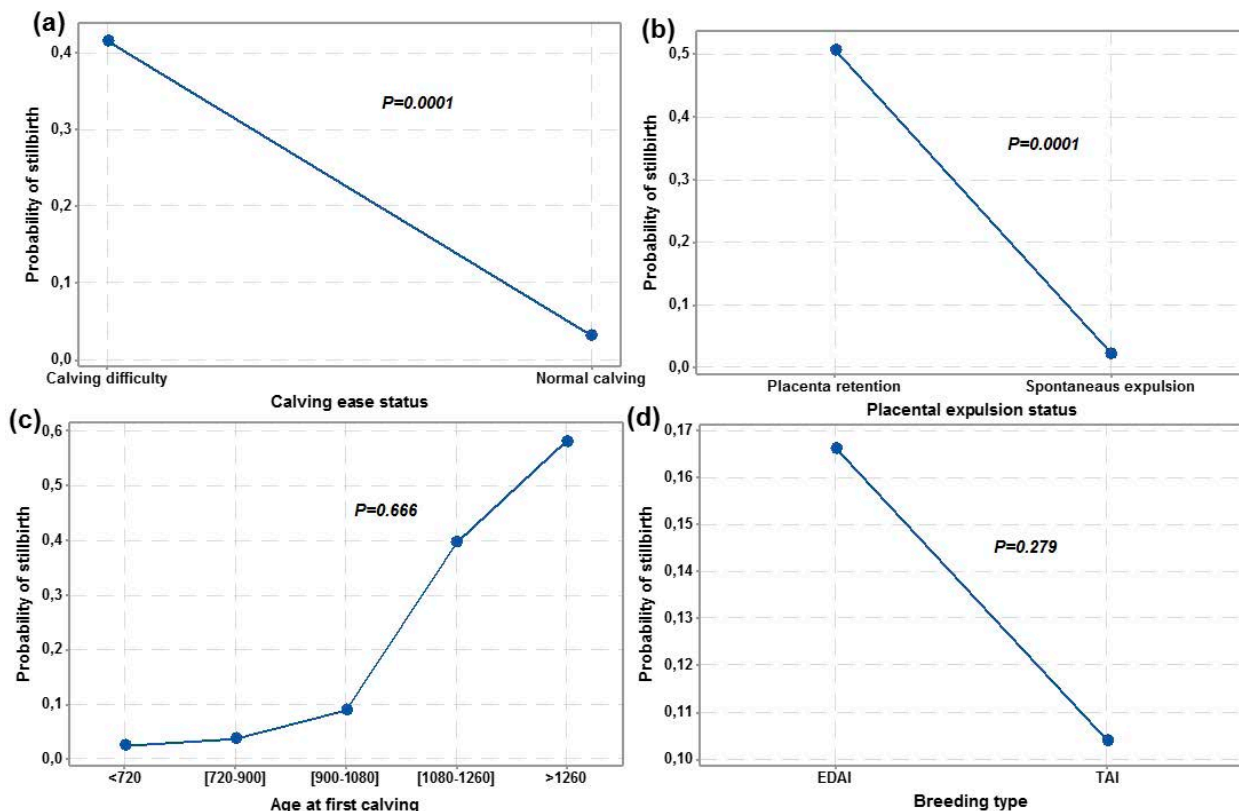 (a)
Probability of stillbirth
0,4
0,3
0,2
0,1
0,0
P=0.0001
Calving difficulty
Normal calving
Calving ease status
(b)
Probability of stillbirth
0,5
0,4
0,3
0,2
0,1
0,0
P=0.0001
Placenta retention
Spontaneaus expulsion
Placental expulsion status
(c)
Probability of stillbirth
0,6
0,5
0,4
0,3
0,2
0,1
0,0
P=0.666
<720
[720-900]
[900-1080]
[1080-1260]
>1260
Age at first calving
(d)
Probability of stillbirth
0,17
0,16
0,15
0,14
0,13
0,12
0,11
0,10
P=0.279
EDAI
TAI
Breeding type